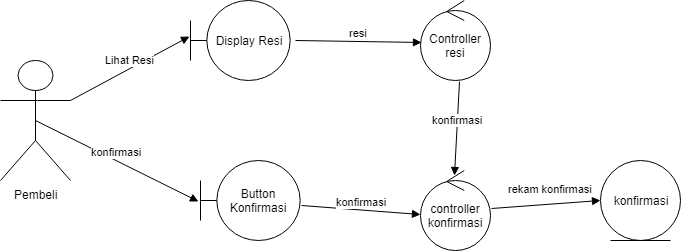 Display Resi
resi
Controller
resi
Lihat Resi
konfirmasi
konfirmasi
Pembeli
Button
Konfirmasi
konfirmasi
controller
konfirmasi
rekam konfirmasi
konfirmasi